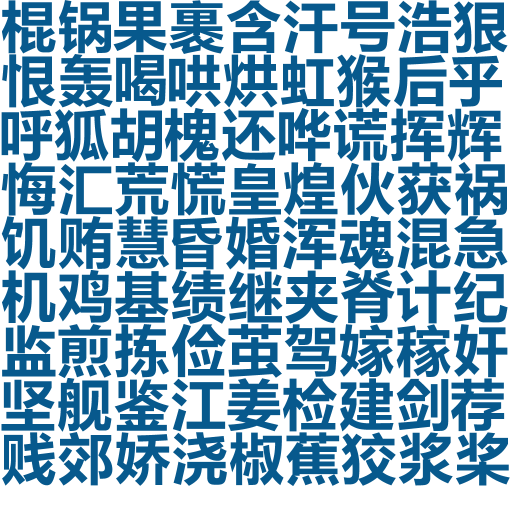 棍锅果裹含汗号浩狠
恨轰喝哄烘虹猴后乎
呼狐胡槐还哗谎挥辉
悔汇荒慌皇煌伙获祸
饥贿慧昏婚浑魂混急
机鸡基绩继夹脊计纪
监煎拣俭茧驾嫁稼奸
坚舰鉴江姜检建剑荐
贱郊娇浇椒蕉狡浆桨